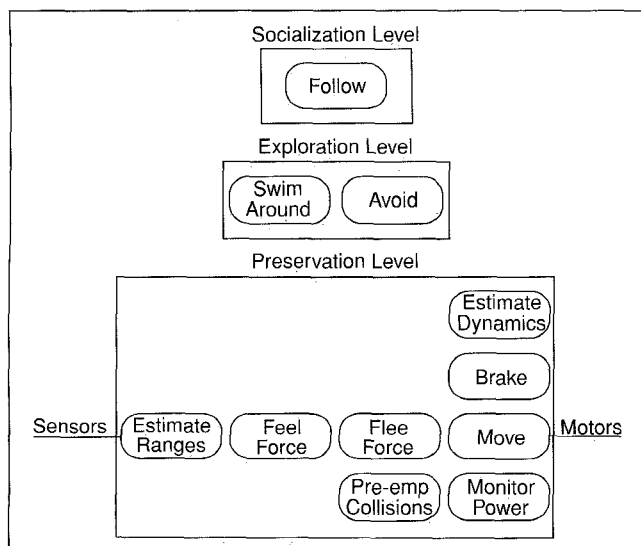 Socialization Level
Follow
Exploration Level
Swim
Around
Avoid
Preservation Level
Estimate
Dynamics
Brake
Sensors
Estimate
Ranges
Feel
Force
Flee
Force
Move
Motors
Pre-emp
Collisions
Monitor
Power